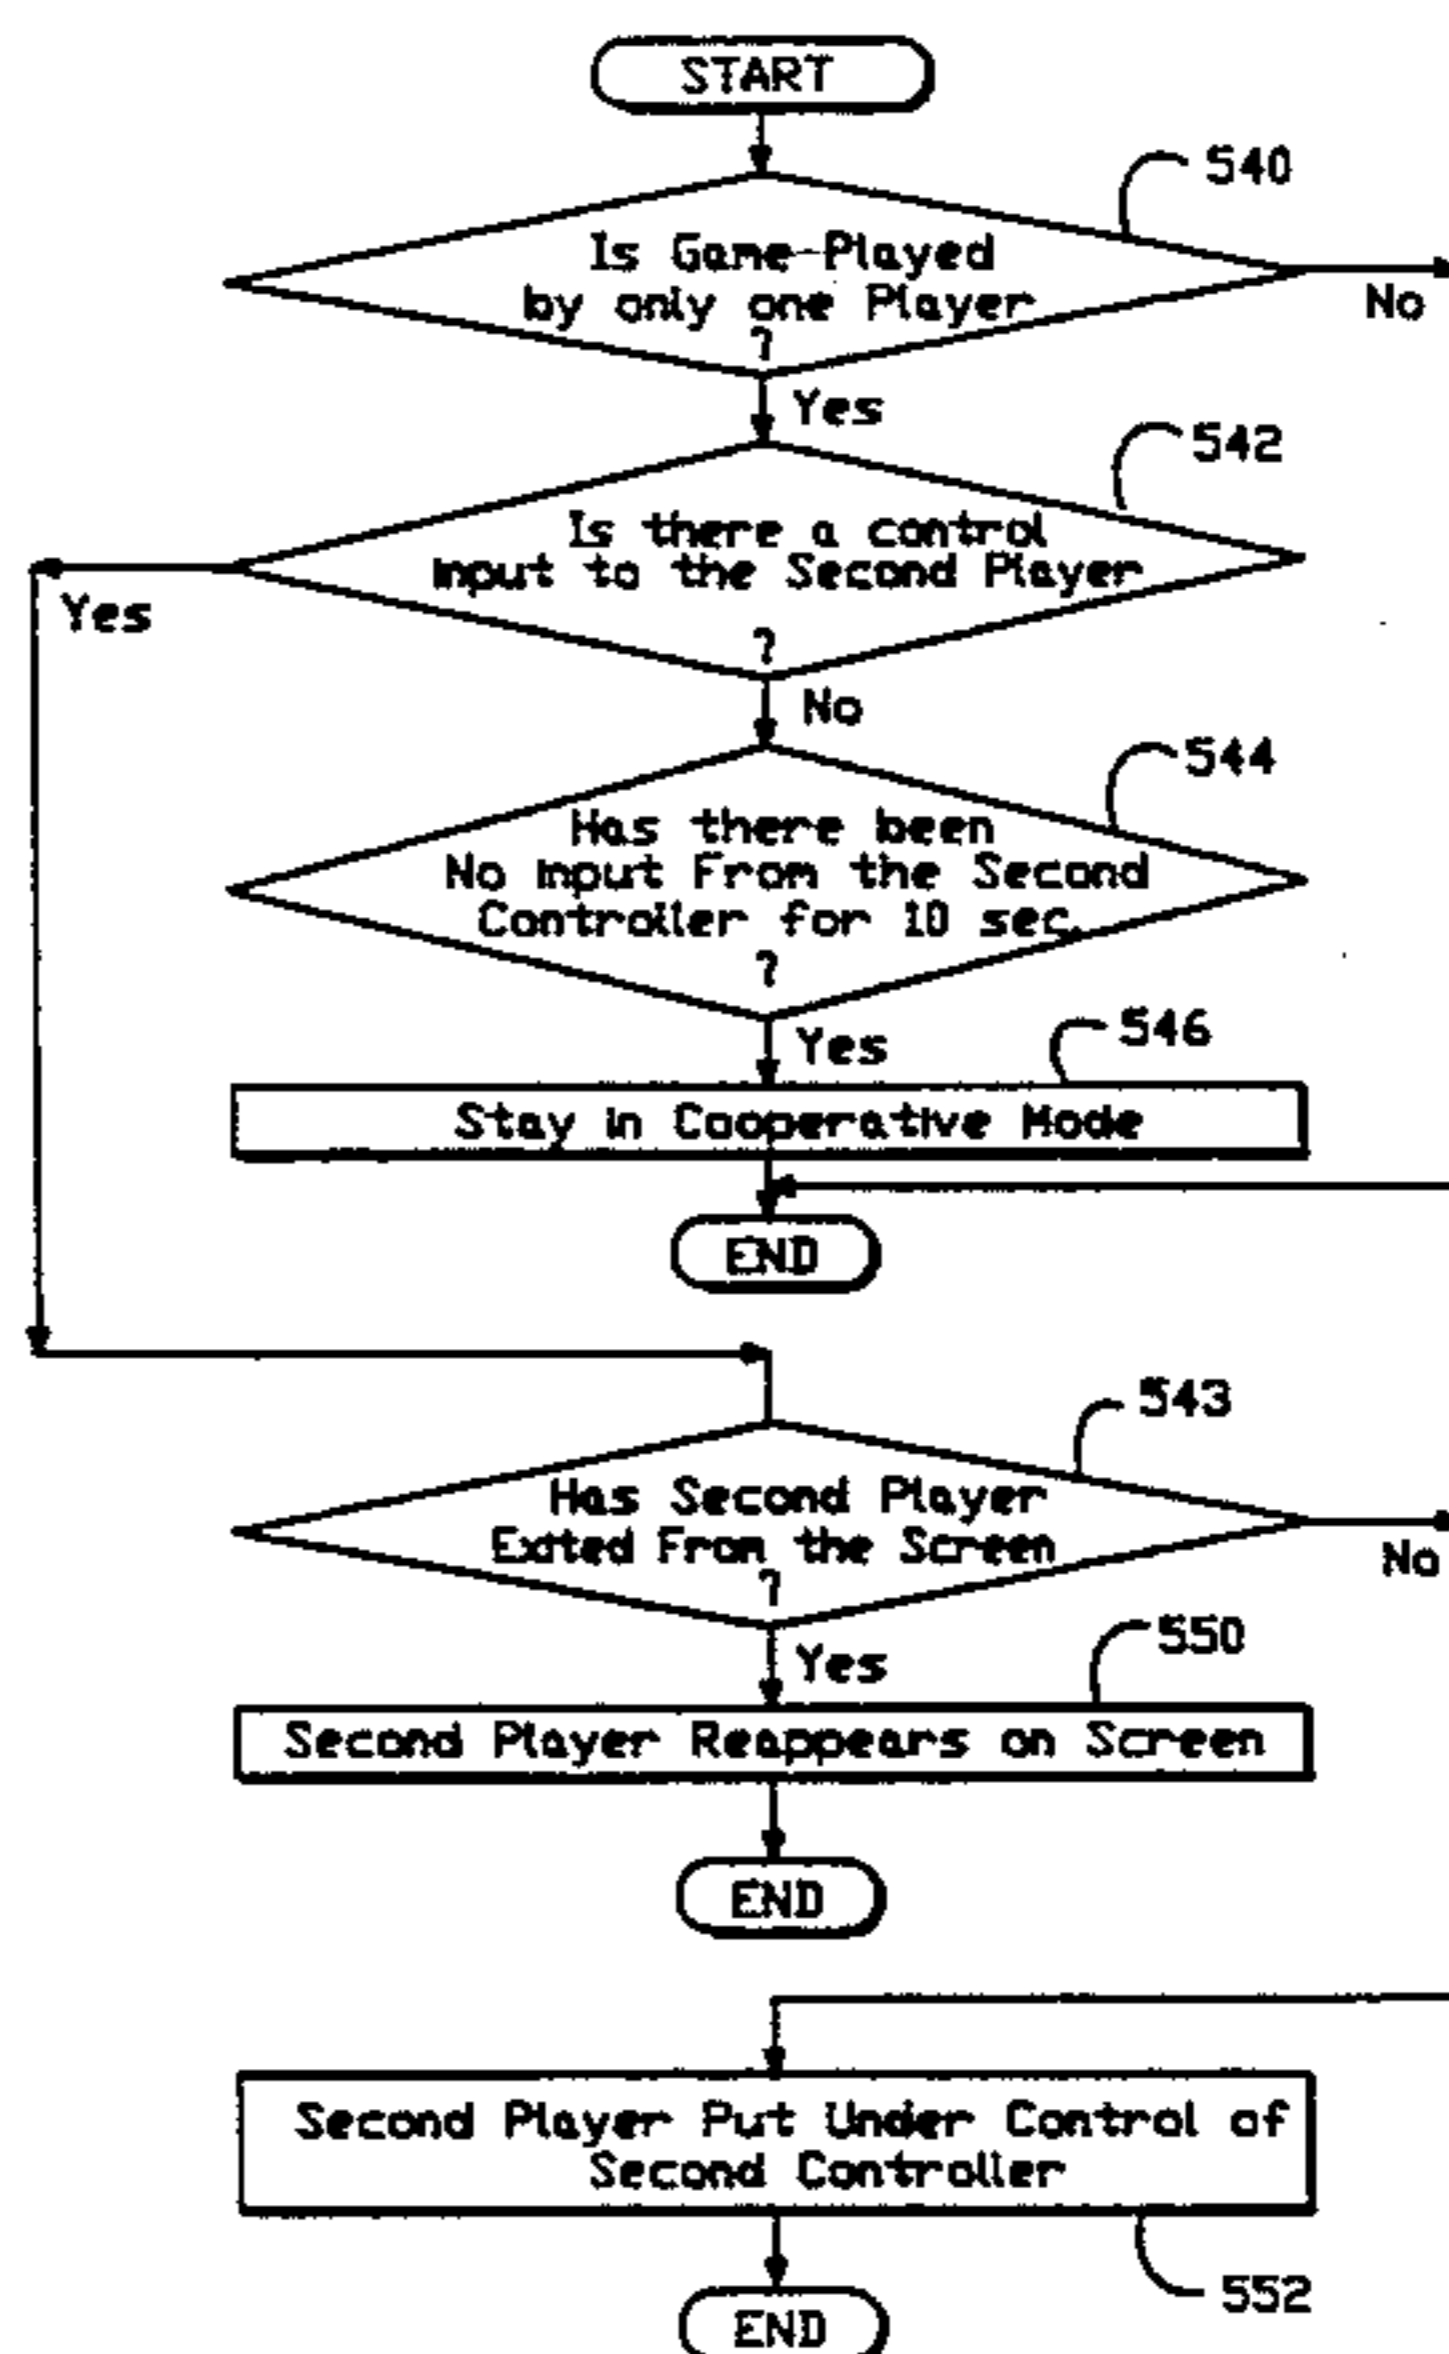 START
540
Is Game Played
by only one Player
?
No
Yes
542
Is there a control
input to the Second Player
?
Yes
No
544
Has there been
No input From the Second
Controller for 10 sec.
?
Yes
546
Stay in Cooperative Mode
END
543
Has Second Player
Exited From the Screen
?
No
Yes
550
Second Player Reappears on Screen
END
Second Player Put Under Control of
Second Controller
552
END